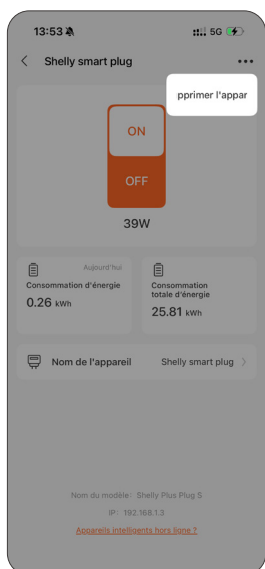 13:53
5G
Shelly smart plug
pprimer l'appar
ON
OFF
39W
Aujourd'hui
Consommation d'énergie
0.26 kWh
Consommation
totale d'énergie
25.81 kWh
Nom de l'appareil Shelly smart plug
Nom du modèle: Shelly Plus Plug S
IP: 192.168.1.3
Appareils intelligents hors ligne ?